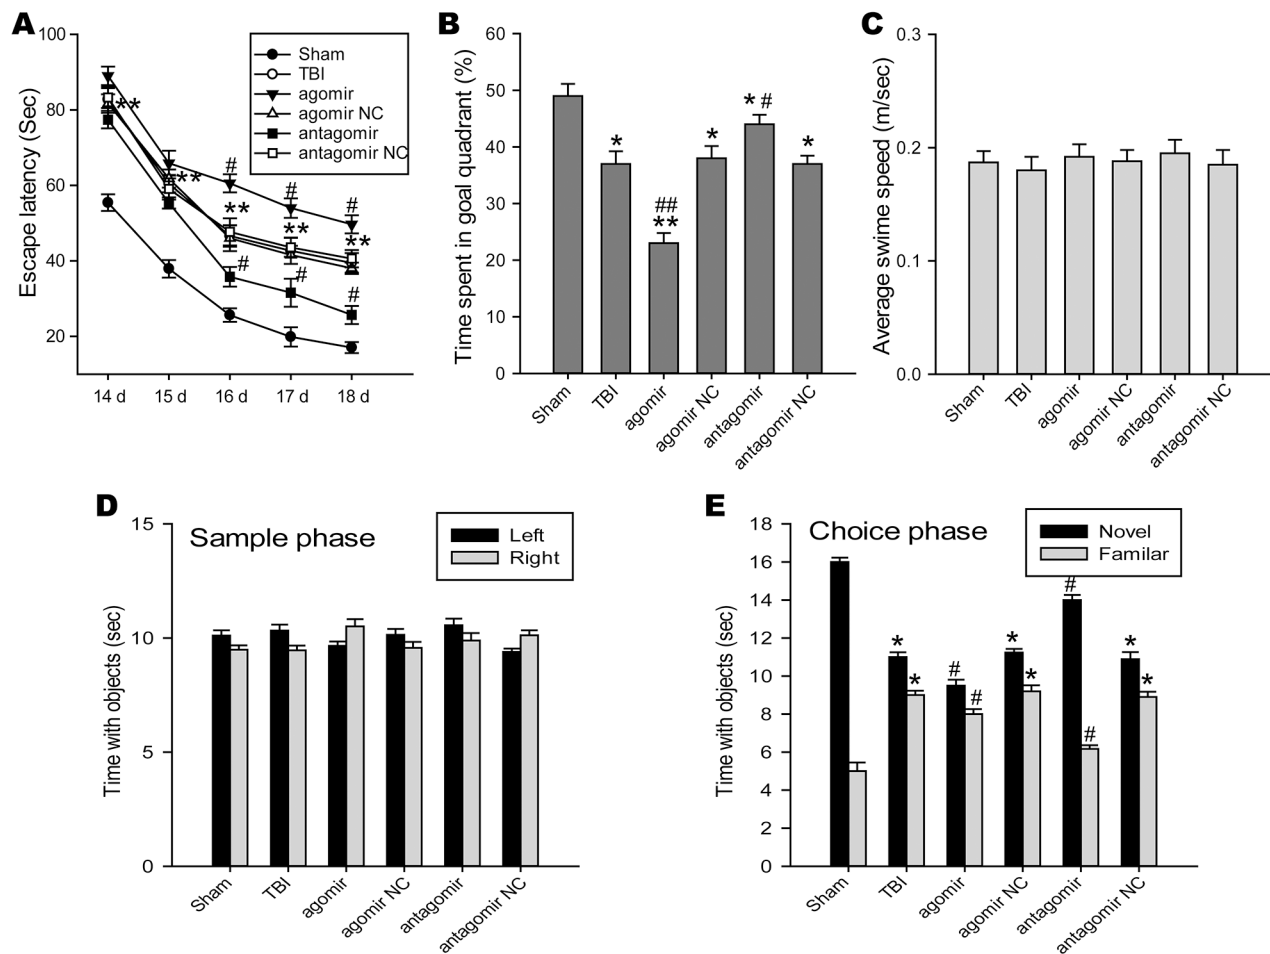 A
100
80
60
40
20
Escape latency (Sec)
Sham
TBI
agomir
agomir NC
antagomir
antagomir NC
**
**
#
**
#
#
**
#
#
**
#
14 d
15 d
16 d
17 d
18 d
B
60
50
40
30
20
10
0
Time spent in goal quadrant (%)
*
##
**
*
* #
*
Sham
TBI
agomir
agomir NC
antagomir
antagomir NC
C
0.3
0.2
0.1
0.0
Average swime speed (m/sec)
Sham
TBI
agomir
agomir NC
antagomir
antagomir NC
D
15
10
5
0
Time with objects (sec)
Sample phase
Left
Right
Sham
TBI
agomir
agomir NC
antagomir
antagomir NC
E
18
16
14
12
10
8
6
4
2
0
Time with objects (sec)
Choice phase
Novel
Familar
*
*
#
#
*
*
#
#
*
*
Sham
TBI
agomir
agomir NC
antagomir
antagomir NC